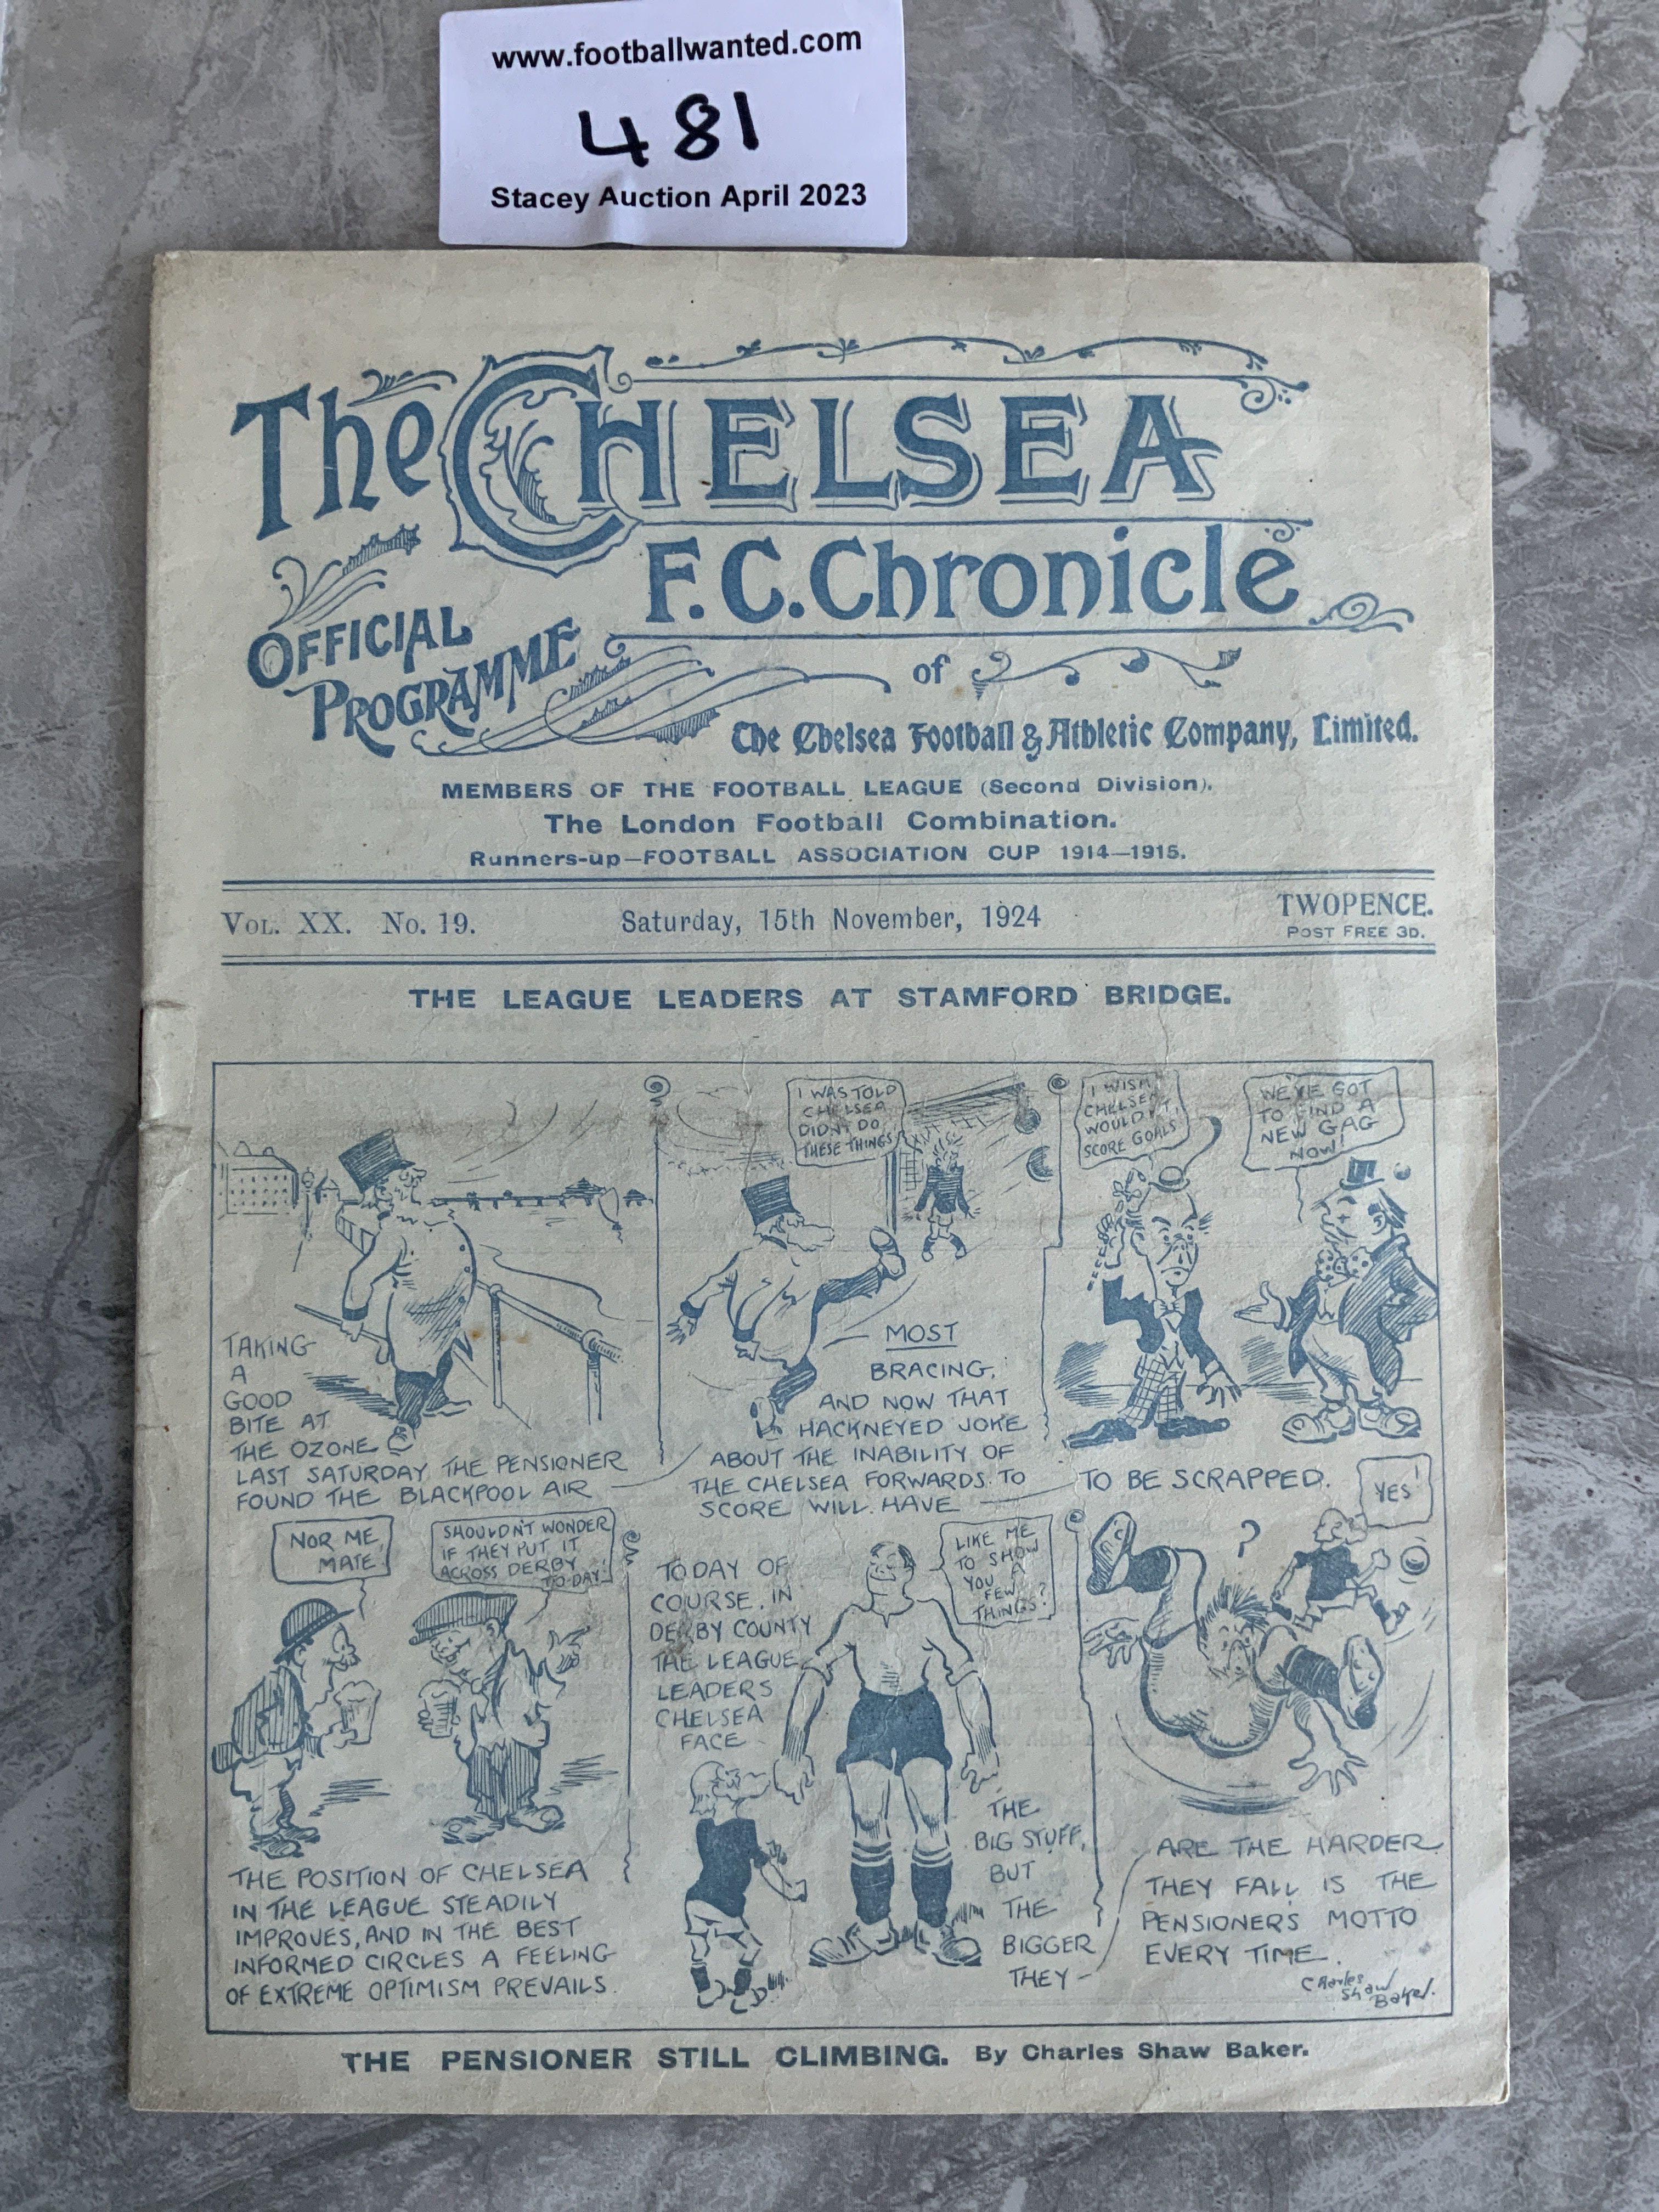 www.footballwanted.com
481
Stacey Auction April 2023
The CHELSEA
F.C. Chronicle
OFFICIAL
PROGRAMME
of
The Chelsea Football & Athletic Company, Limited.
MEMBERS OF THE FOOTBALL LEAGUE (Second Division).
The London Football Combination.
Runners-up—FOOTBALL ASSOCIATION CUP 1914—1915.
VOL. XX. No. 19.
Saturday, 15th November, 1924
TWOPENCE.
POST FREE 3D.
THE LEAGUE LEADERS AT STAMFORD BRIDGE.
TAKING
A
GOOD
BITE AT
THE OZONE
LAST SATURDAY THE PENSIONER
FOUND THE BLACKPOOL AIR
I WAS TOLD
CHELSEA
DIDN'T DO
THESE THINGS
MOST
BRACING,
AND NOW THAT
HACKNEYED JOKE
ABOUT THE INABILITY OF
THE CHELSEA FORWARDS TO
SCORE WILL HAVE
I WISH
CHELSEA
WOULDN'T
SCORE GOALS
WE'VE GOT
TO FIND A
NEW GAG
NOW!
TO BE SCRAPPED.
NOR ME,
MATE!
SHOULDN'T WONDER
IF THEY PUT IT
ACROSS DERBY
TO-DAY!
THE POSITION OF CHELSEA
IN THE LEAGUE STEADILY
IMPROVES, AND IN THE BEST
INFORMED CIRCLES A FEELING
OF EXTREME OPTIMISM PREVAILS.
TODAY OF
COURSE, IN
DERBY COUNTY
THE LEAGUE
LEADERS
CHELSEA
FACE
LIKE ME
TO SHOW
YOU A
FEW
THINGS?
THE
BIG STUFF,
BUT
THE
BIGGER
THEY
YES!
?
ARE THE HARDER
THEY FALL IS THE
PENSIONERS MOTTO
EVERY TIME.
Charles
Shaw
Baker.
THE PENSIONER STILL CLIMBING. By Charles Shaw Baker.